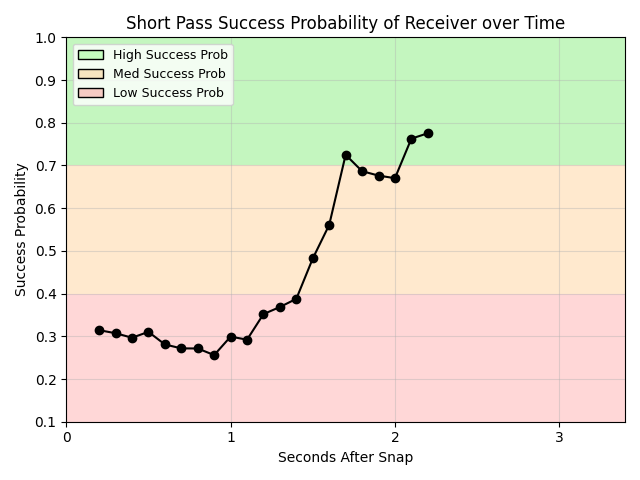 Short Pass Success Probability of Receiver over Time
High Success Prob
Med Success Prob
Low Success Prob
Success Probability
1.0
0.9
0.8
0.7
0.6
0.5
0.4
0.3
0.2
0.1
0 1 2 3
Seconds After Snap